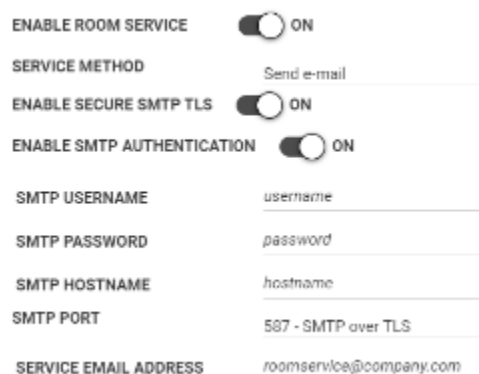 ENABLE ROOM SERVICE ON
SERVICE METHOD Send e-mail
ENABLE SECURE SMTP TLS ON
ENABLE SMTP AUTHENTICATION ON
SMTP USERNAME username
SMTP PASSWORD password
SMTP HOSTNAME hostname
SMTP PORT 587 - SMTP over TLS
SERVICE EMAIL ADDRESS roomservice@company.com